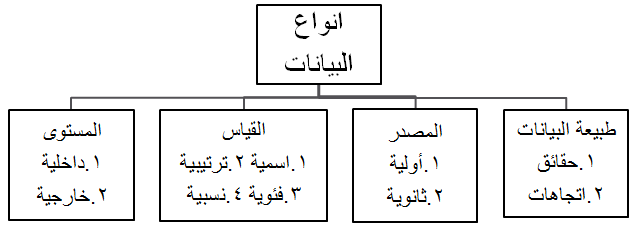 انواع
البيانات
طبيعة البيانات
١.حقائق
٢.اتجاهات
المصدر
١.أولية
٢.ثانوية
القياس
١.اسمية ٢.ترتيبية
٣.فئوية ٤.نسبية
المستوى
١.داخلية
٢.خارجية